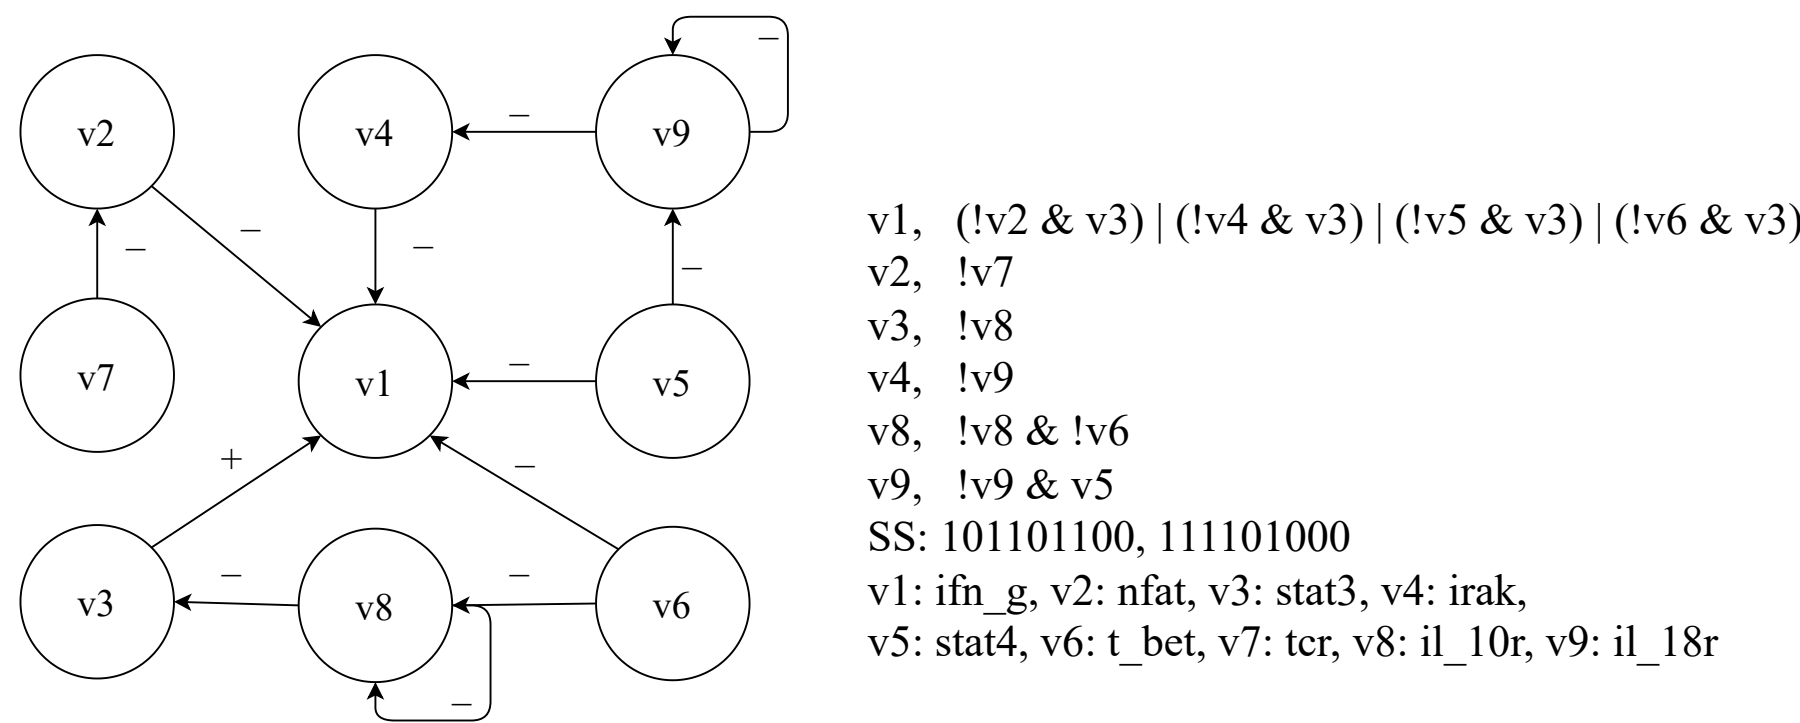 v2
v4
v9
v7
v1
v5
v3
v8
v6
–
–
–
–
–
–
–
+
–
–
–
–
v1, (!v2 & v3) | (!v4 & v3) | (!v5 & v3) | (!v6 & v3)
v2, !v7
v3, !v8
v4, !v9
v8, !v8 & !v6
v9, !v9 & v5
SS: 101101100, 111101000
v1: ifn_g, v2: nfat, v3: stat3, v4: irak,
v5: stat4, v6: t_bet, v7: tcr, v8: il_10r, v9: il_18r